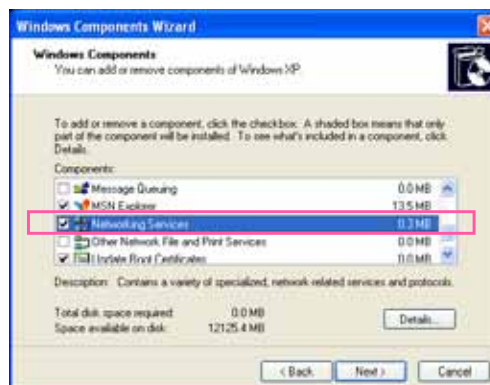 Windows Components Wizard
Windows Components
You can add or remove components of Windows XP.
To add or remove a component, click the checkbox. A shaded box means that only
part of the component will be installed. To see what's included in a component, click
Details.
Components:
Message Queuing 0.0 MB
MSN Explorer 13.5 MB
Networking Services 0.3 MB
Other Network File and Print Services 0.0 MB
Update Root Certificates 0.0 MB
Description: Contains a variety of specialized, network-related services and protocols.
Total disk space required: 0.0 MB
Space available on disk: 12125.4 MB
Details...
< Back Next > Cancel